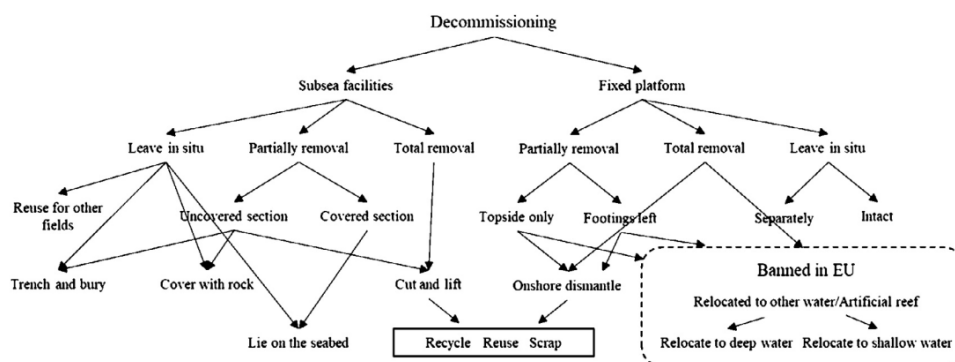 Decommissioning
Subsea facilities Fixed platform
Leave in situ Partially removal Total removal Partially removal Total removal Leave in situ
Reuse for other
fields
Uncovered section Covered section Topside only Footings left Separately Intact
Trench and bury Cover with rock Cut and lift Onshore dismantle
Banned in EU
Relocated to other water/Artificial reef
Lie on the seabed Recycle Reuse Scrap Relocate to deep water Relocate to shallow water